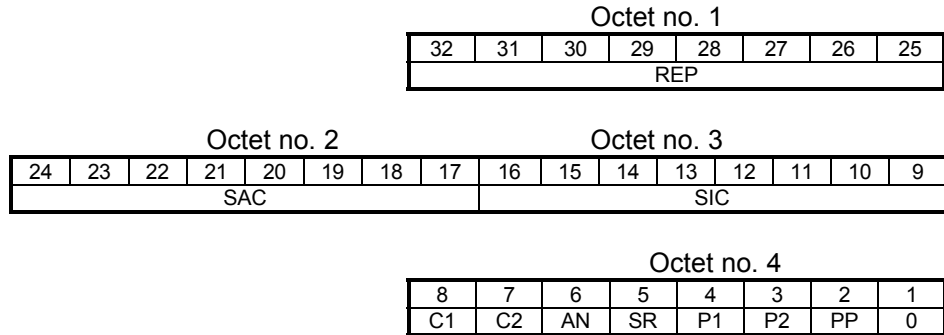 Octet no. 1
32 31 30 29 28 27 26 25
REP
Octet no. 2 Octet no. 3
24 23 22 21 20 19 18 17 16 15 14 13 12 11 10 9
SAC SIC
Octet no. 4
8 7 6 5 4 3 2 1
C1 C2 AN SR P1 P2 PP 0